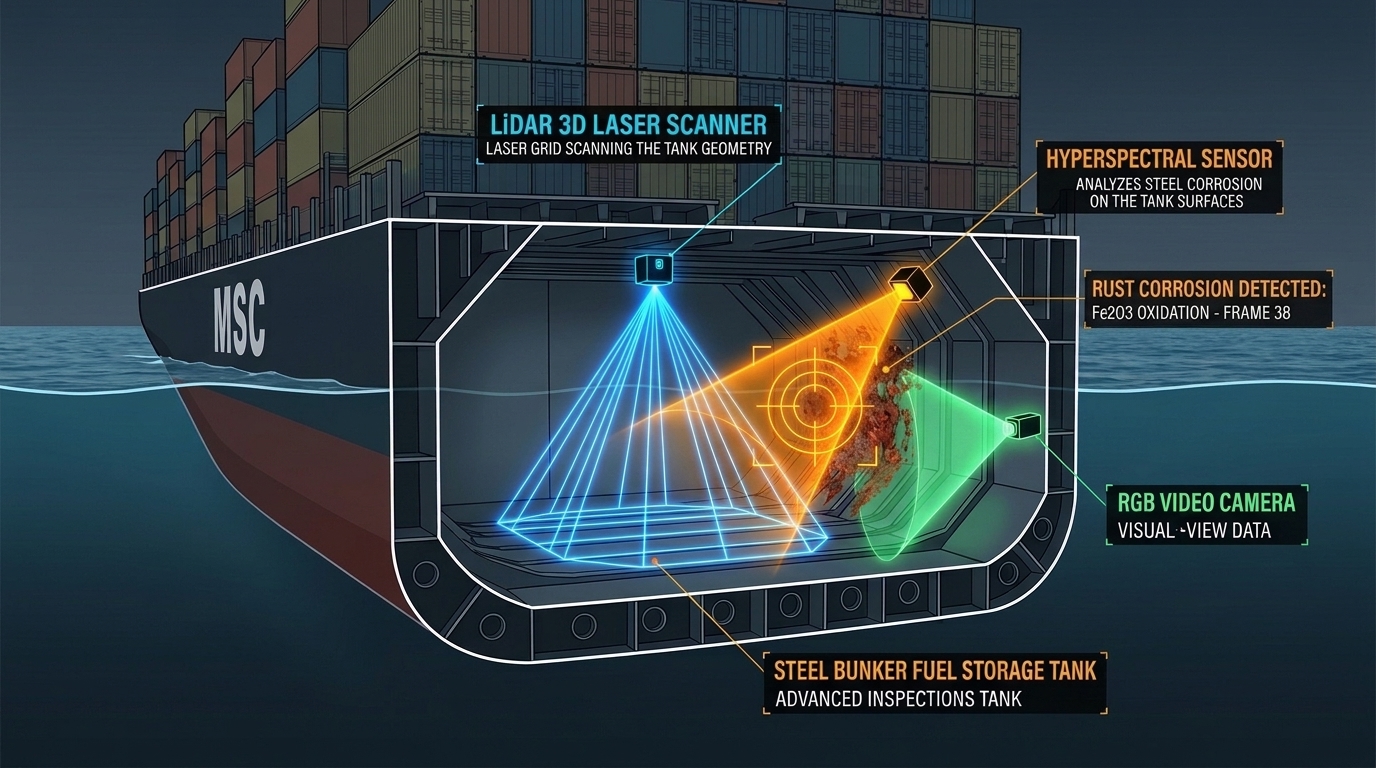 LiDAR 3D LASER SCANNER
LASER GRID SCANNING THE TANK GEOMETRY
HYPERSPECTRAL SENSOR
ANALYZES STEEL CORROSION
ON THE TANK SURFACES
RUST CORROSION DETECTED:
Fe2O3 OXIDATION - FRAME 38
MSC
RGB VIDEO CAMERA
VISUAL -VIEW DATA
STEEL BUNKER FUEL STORAGE TANK
ADVANCED INSPECTIONS TANK